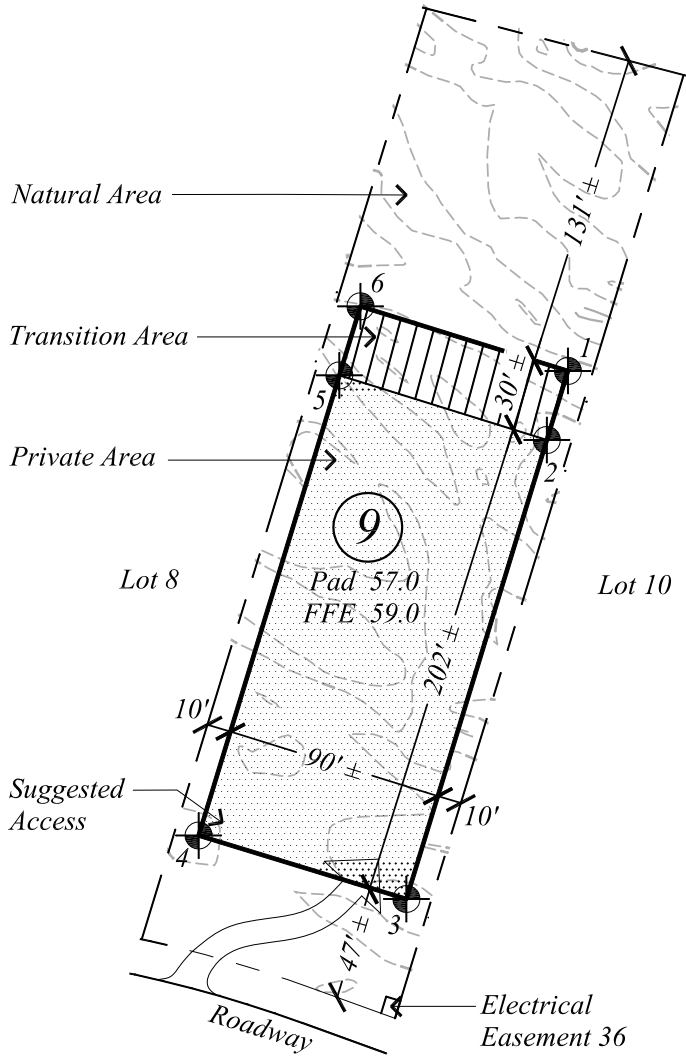 131' ±
Natural Area
6
Transition Area
1
30' ±
5
Private Area
2
9
Pad 57.0
FFE 59.0
Lot 8
Lot 10
202' ±
10'
90' ±
Suggested
Access
10'
4
3
47' ±
Electrical
Easement 36
Roadway